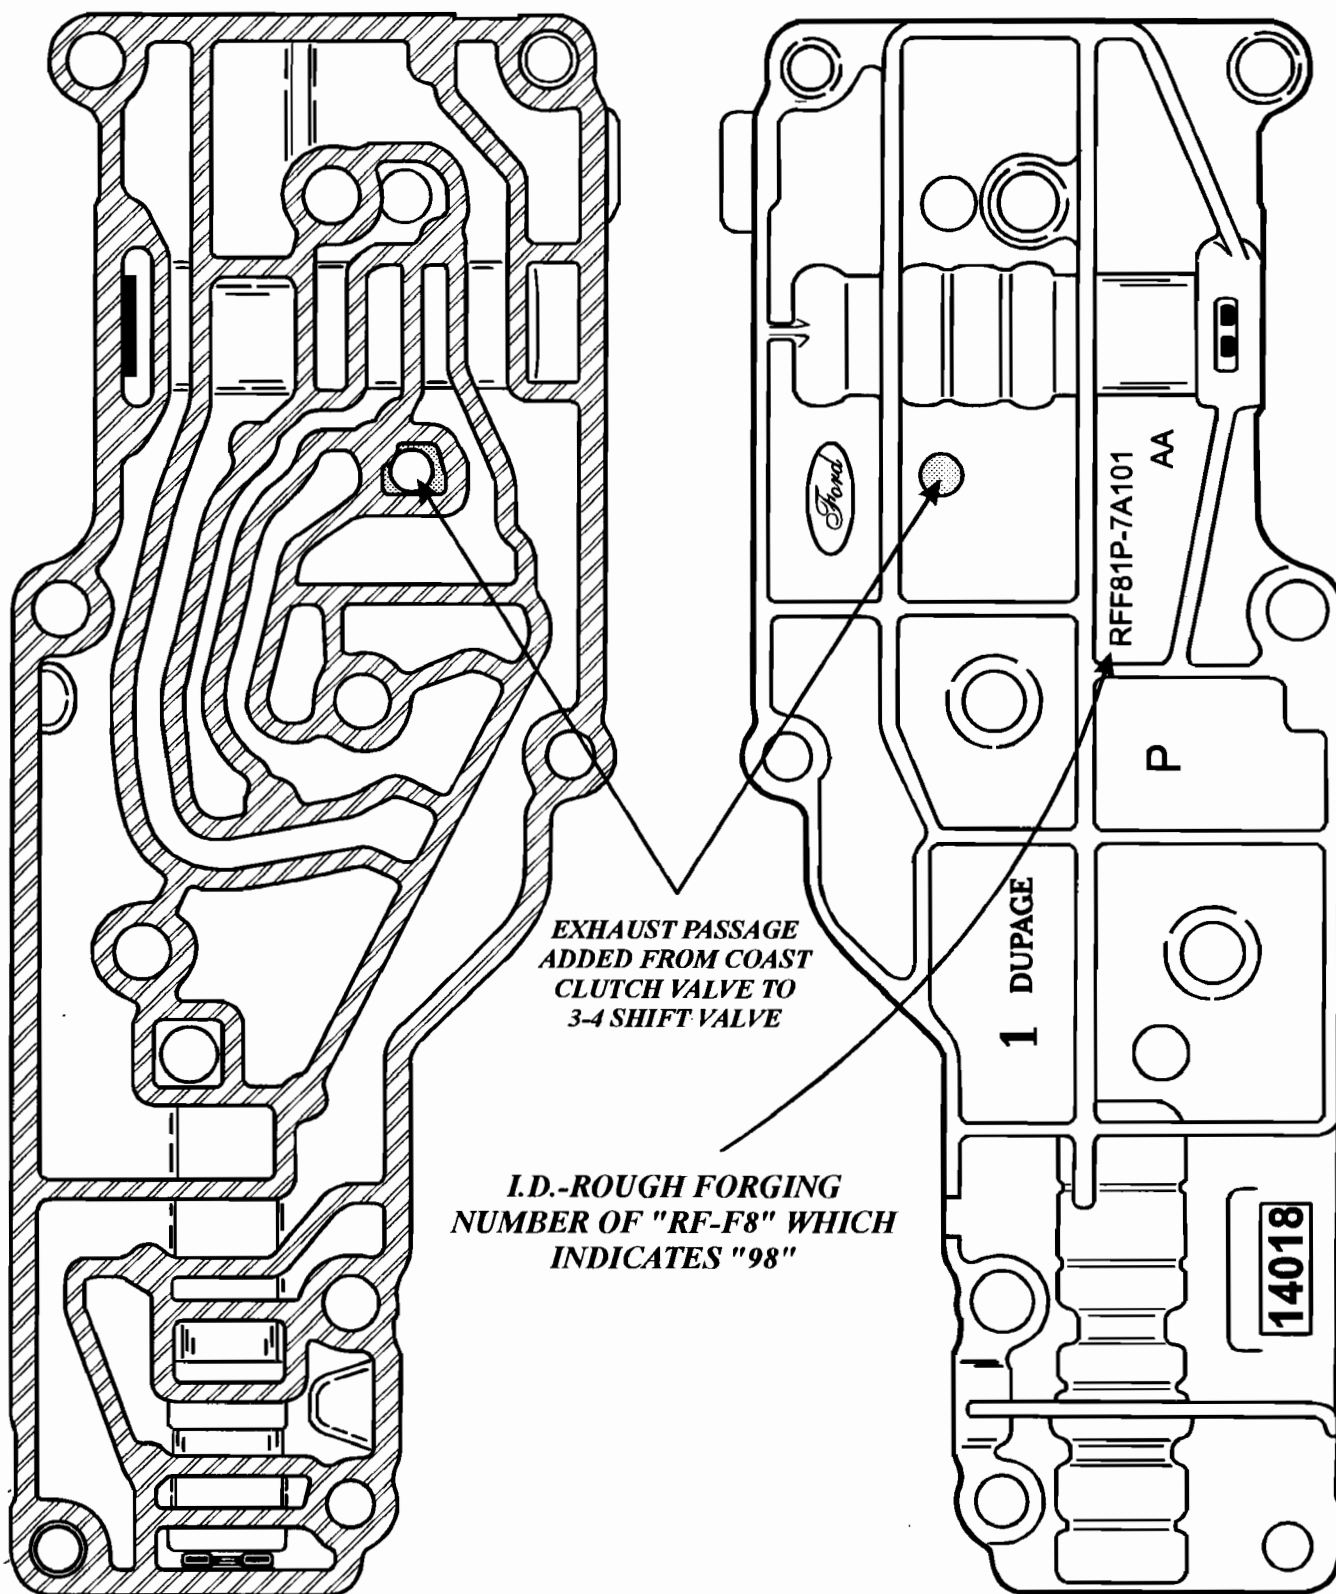 Ford
RFF81P-7A101
AA
P
EXHAUST PASSAGE
ADDED FROM COAST
CLUTCH VALVE TO
3-4 SHIFT VALVE
1 DUPAGE
I.D.-ROUGH FORGING
NUMBER OF "RF-F8" WHICH
INDICATES "98"
14018